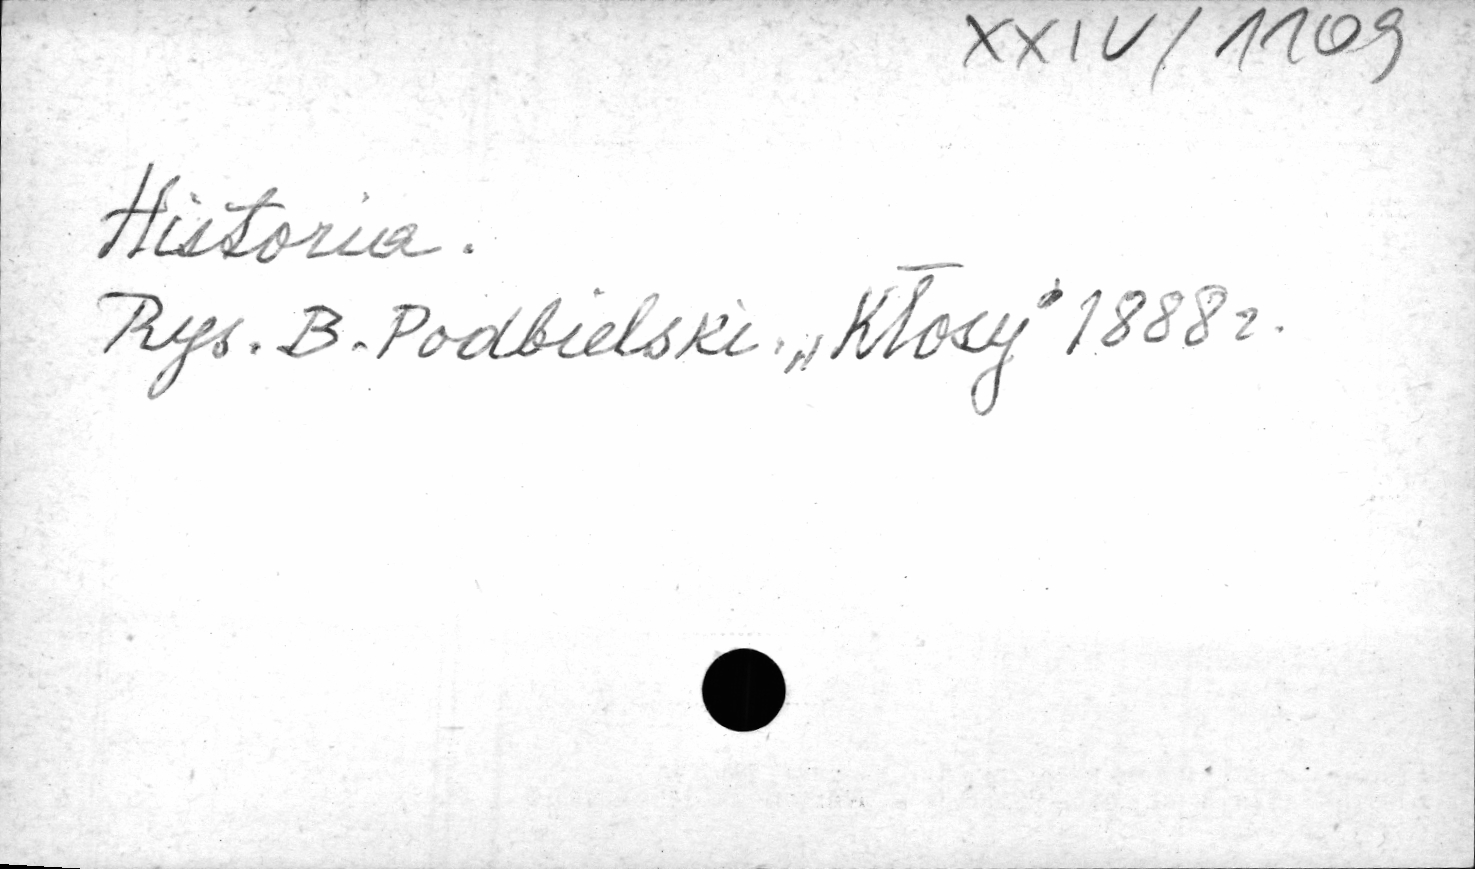 XXIV/1109
Historia.
Rys. B. Podbielski. „Kłosy” 1888 r.